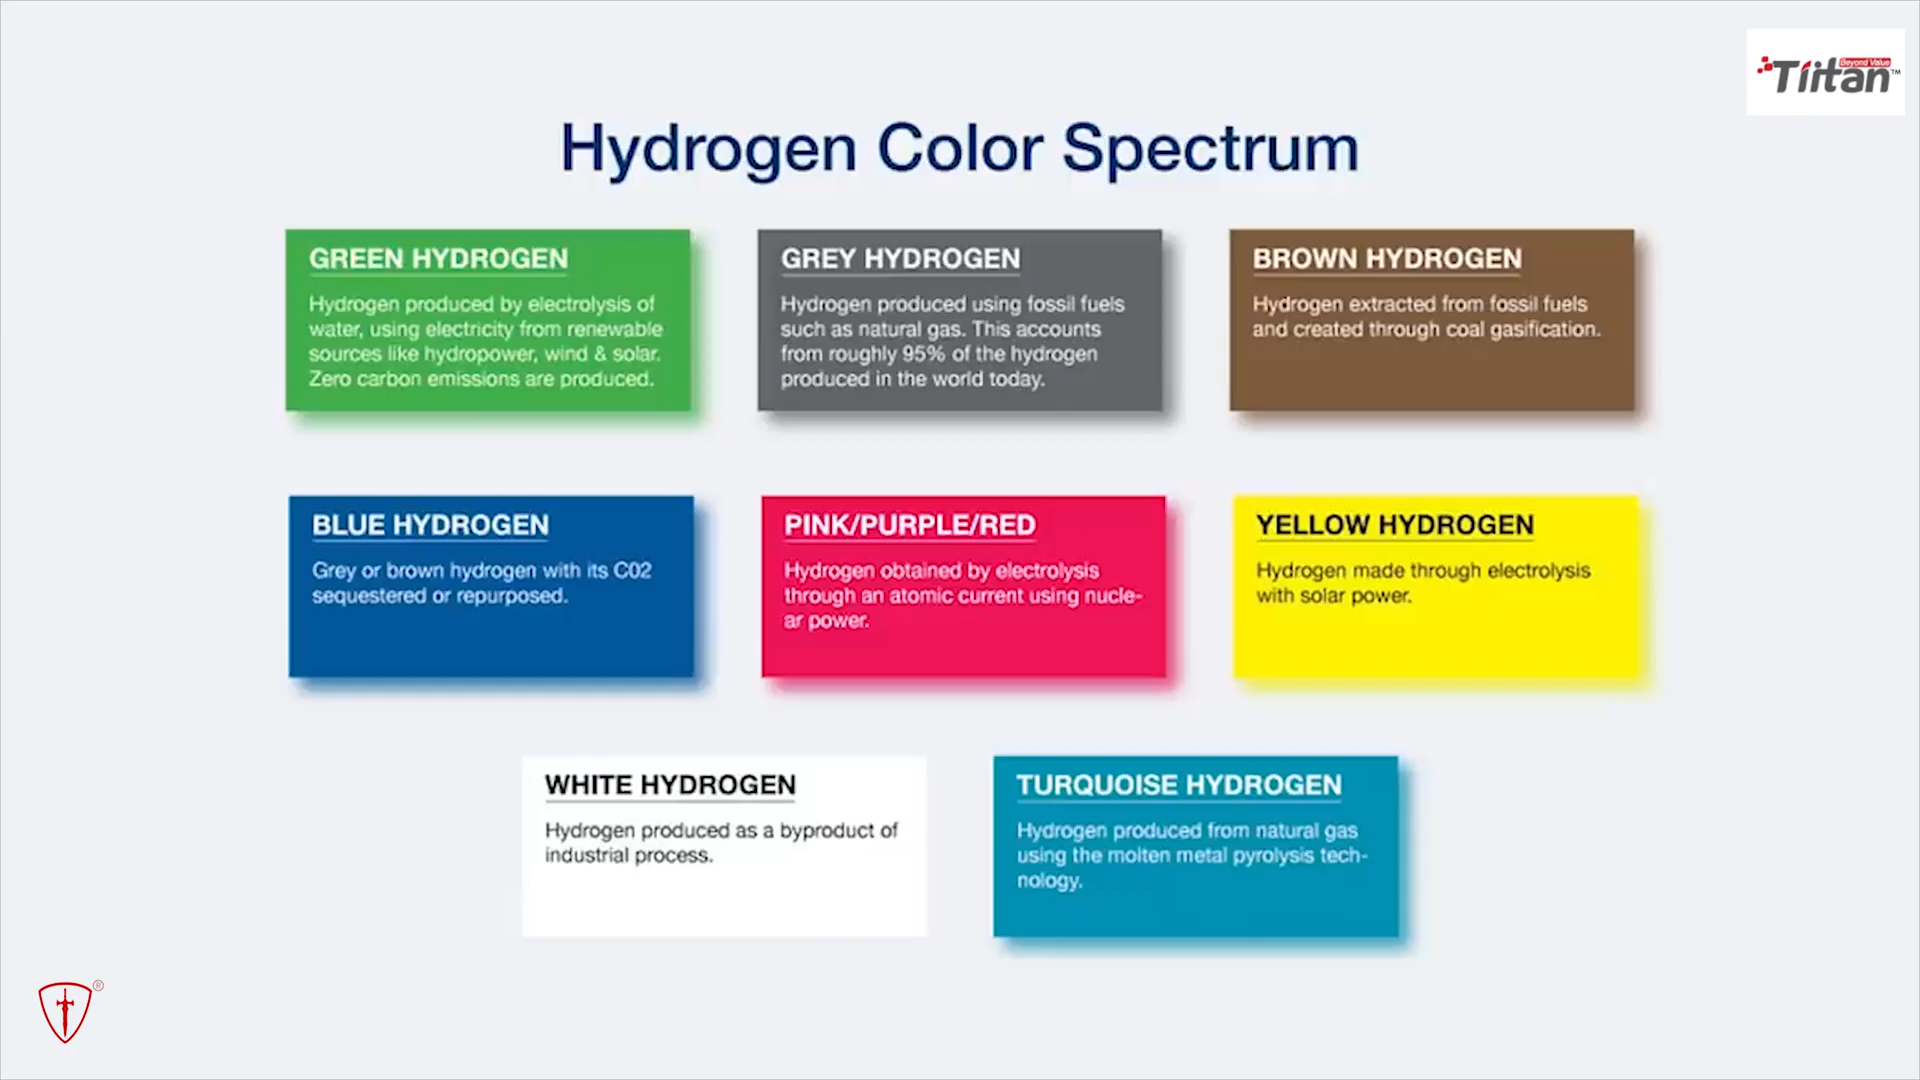 Beyond Value
Tiitan™
Hydrogen Color Spectrum
GREEN HYDROGEN
Hydrogen produced by electrolysis of
water, using electricity from renewable
sources like hydropower, wind & solar.
Zero carbon emissions are produced.
GREY HYDROGEN
Hydrogen produced using fossil fuels
such as natural gas. This accounts
from roughly 95% of the hydrogen
produced in the world today.
BROWN HYDROGEN
Hydrogen extracted from fossil fuels
and created through coal gasification.
BLUE HYDROGEN
Grey or brown hydrogen with its C02
sequestered or repurposed.
PINK/PURPLE/RED
Hydrogen obtained by electrolysis
through an atomic current using nucle-
ar power.
YELLOW HYDROGEN
Hydrogen made through electrolysis
with solar power.
WHITE HYDROGEN
Hydrogen produced as a byproduct of
industrial process.
TURQUOISE HYDROGEN
Hydrogen produced from natural gas
using the molten metal pyrolysis tech-
nology.
®